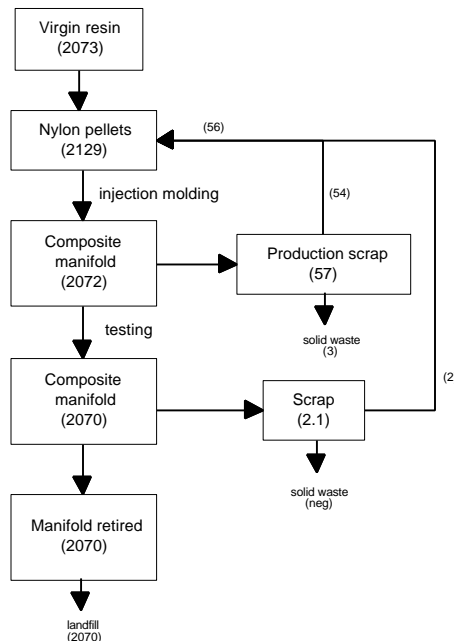 Virgin resin
(2073)
(56)
Nylon pellets
(2129)
(54)
injection molding
Composite
manifold
(2072)
Production scrap
(57)
solid waste
(3)
testing
(2
Composite
manifold
(2070)
Scrap
(2.1)
solid waste
(neg)
Manifold retired
(2070)
landfill
(2070)